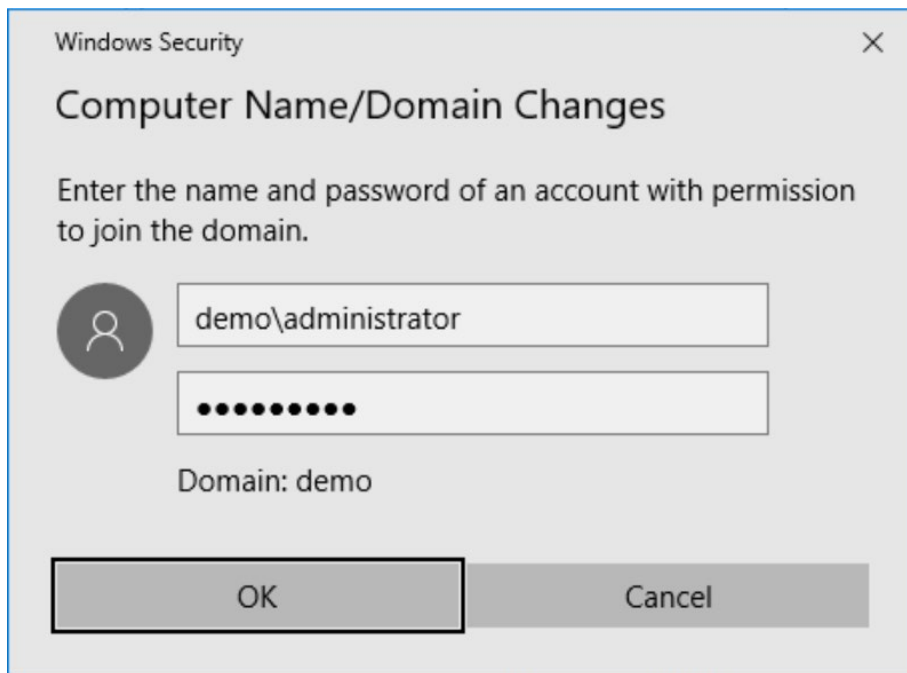 Windows Security
Computer Name/Domain Changes
Enter the name and password of an account with permission
to join the domain.
demo\administrator
●●●●●●●●●
Domain: demo
OK
Cancel